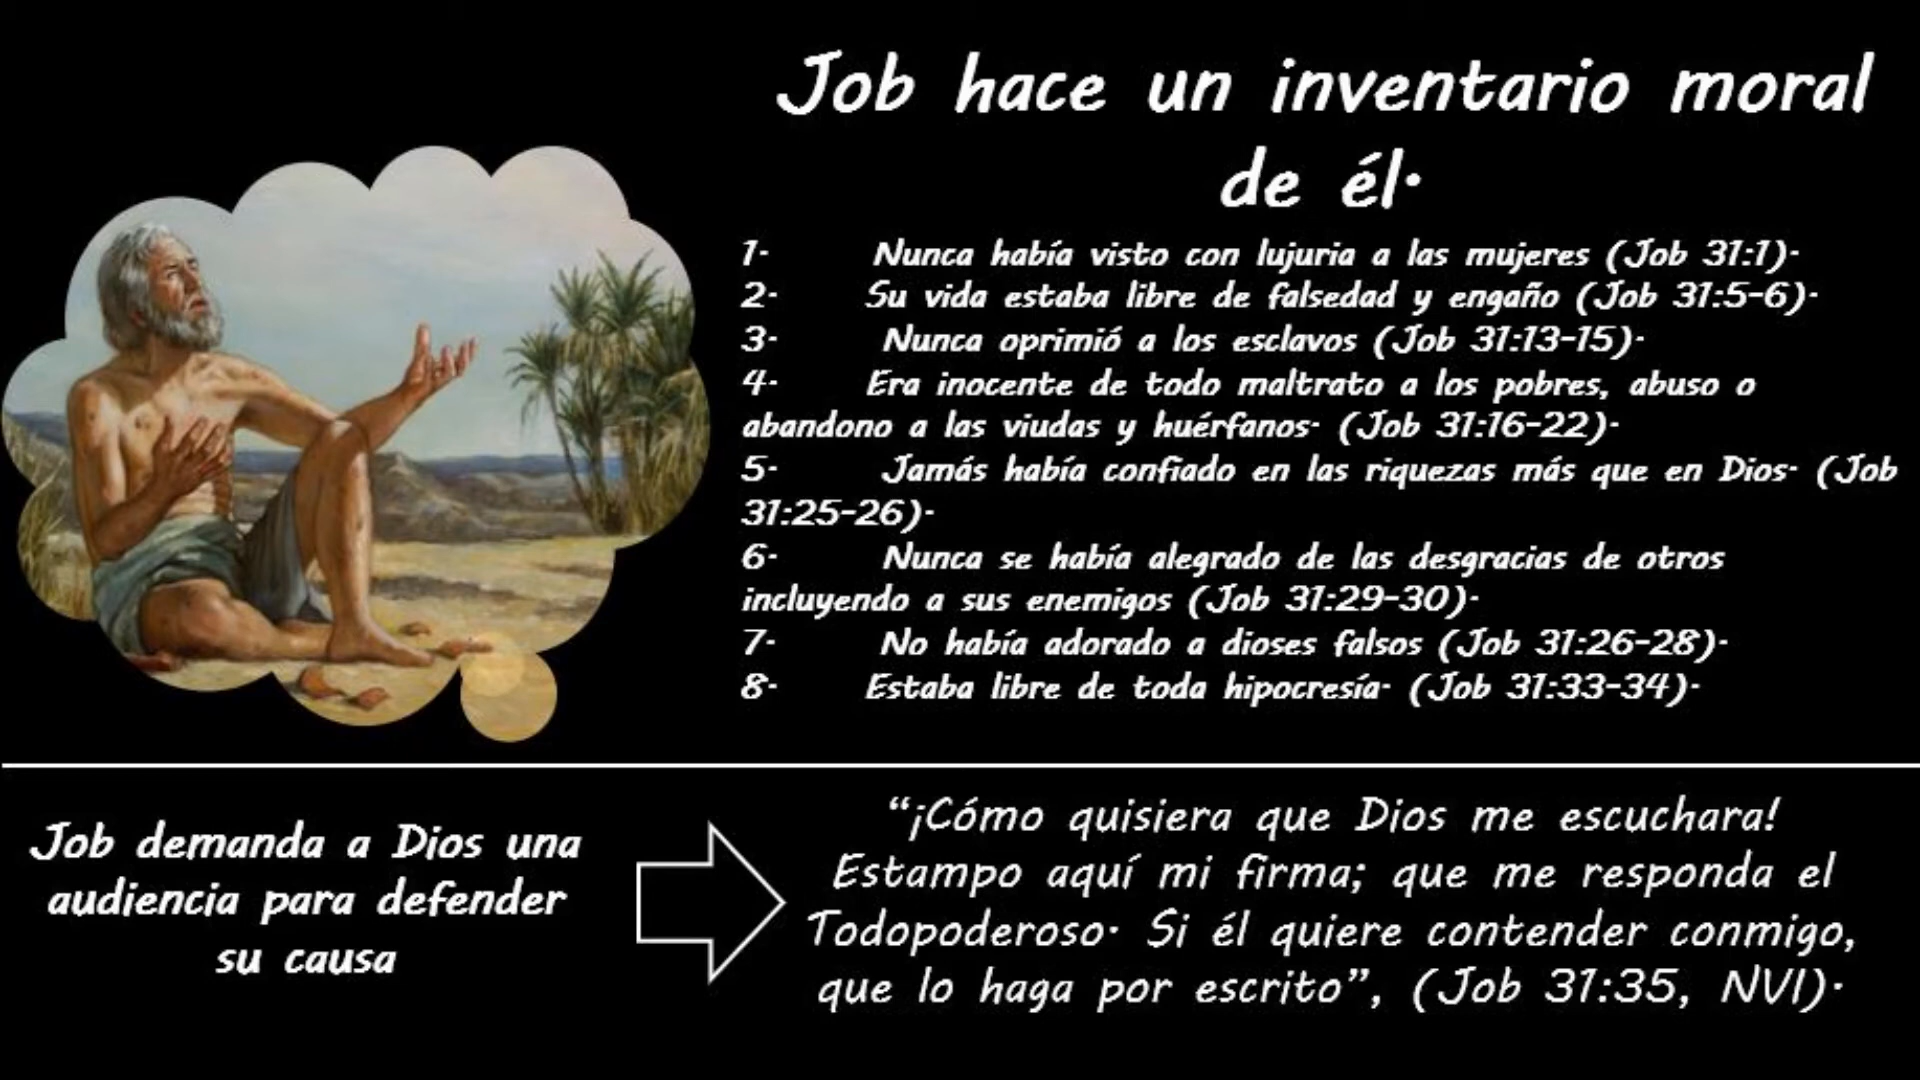 Job hace un inventario moral
de él·
1- Nunca había visto con lujuria a las mujeres (Job 31:1)·
2- Su vida estaba libre de falsedad y engaño (Job 31:5-6)·
3- Nunca oprimió a los esclavos (Job 31:13-15)·
4- Era inocente de todo maltrato a los pobres, abuso o
abandono a las viudas y huérfanos· (Job 31:16-22)·
5- Jamás había confiado en las riquezas más que en Dios· (Job
31:25-26)·
6- Nunca se había alegrado de las desgracias de otros
incluyendo a sus enemigos (Job 31:29-30)·
7- No había adorado a dioses falsos (Job 31:26-28)·
8- Estaba libre de toda hipocresía· (Job 31:33-34)·
Job demanda a Dios una
audiencia para defender
su causa
“¡Cómo quisiera que Dios me escuchara!
Estampo aquí mi firma; que me responda el
Todopoderoso· Si él quiere contender conmigo,
que lo haga por escrito”, (Job 31:35, NVI)·